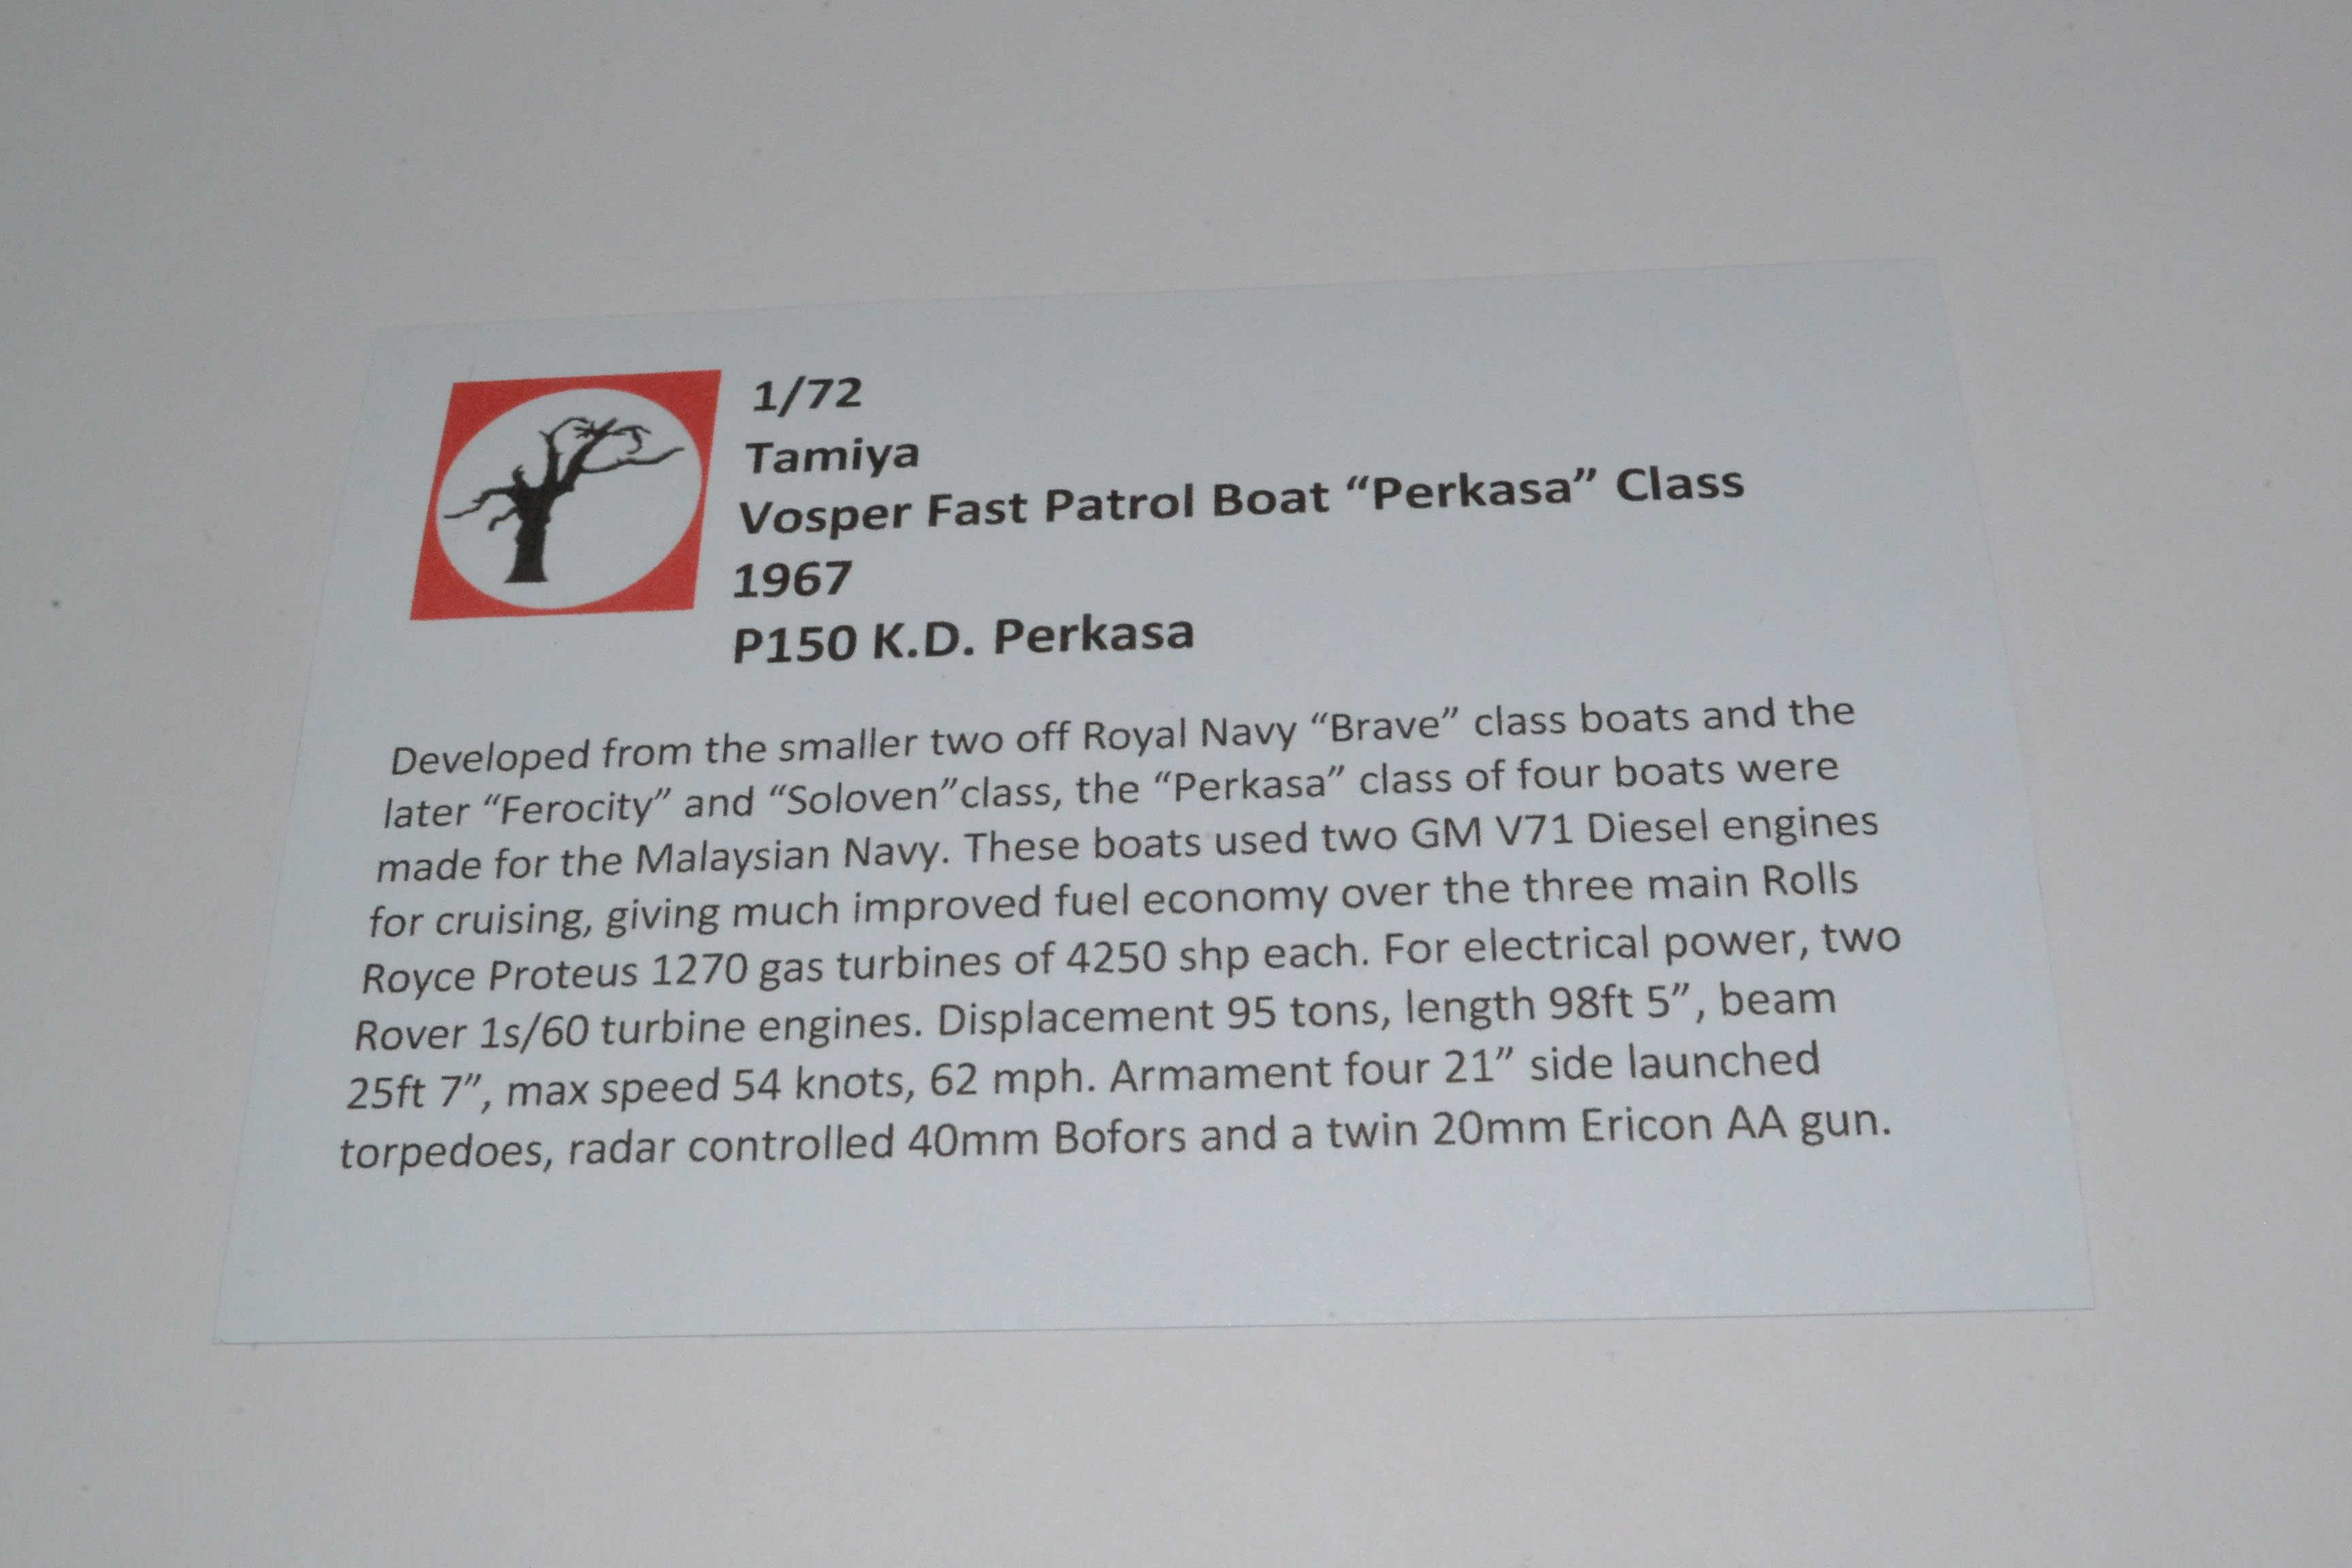 1/72
Tamiya
Vosper Fast Patrol Boat “Perkasa” Class
1967
P150 K.D. Perkasa
Developed from the smaller two off Royal Navy “Brave” class boats and the
later “Ferocity” and “Soloven”class, the “Perkasa” class of four boats were
made for the Malaysian Navy. These boats used two GM V71 Diesel engines
for cruising, giving much improved fuel economy over the three main Rolls
Royce Proteus 1270 gas turbines of 4250 shp each. For electrical power, two
Rover 1s/60 turbine engines. Displacement 95 tons, length 98ft 5”, beam
25ft 7”, max speed 54 knots, 62 mph. Armament four 21” side launched
torpedoes, radar controlled 40mm Bofors and a twin 20mm Ericon AA gun.